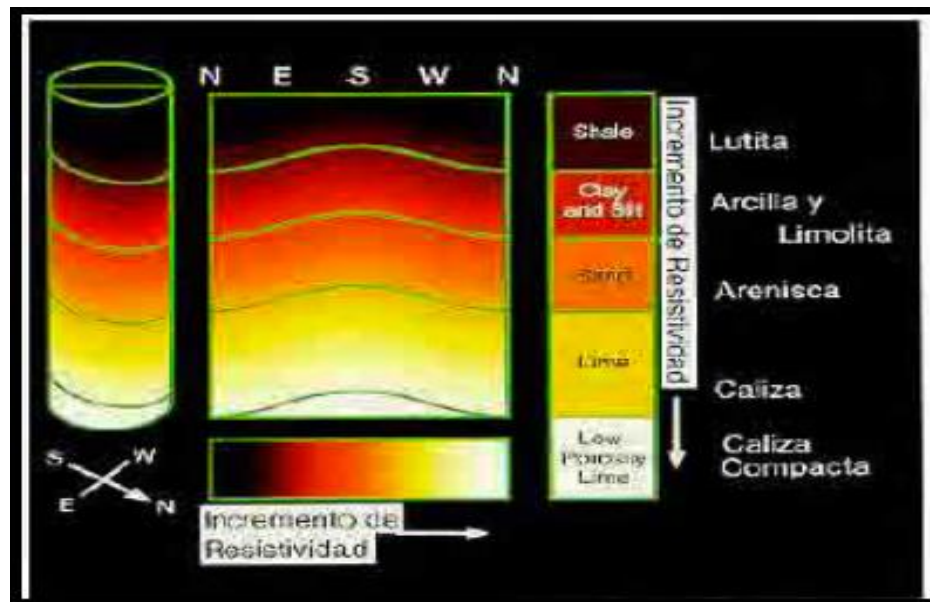 N E S W N
Shale
Clay
and Silt
Sand
Lime
Low
Porosity
Lime
Incremento de Resistividad
Lutita
Arcilla y
Limolita
Arenisca
Caliza
Caliza
Compacta
S W
E N
Incremento de
Resistividad